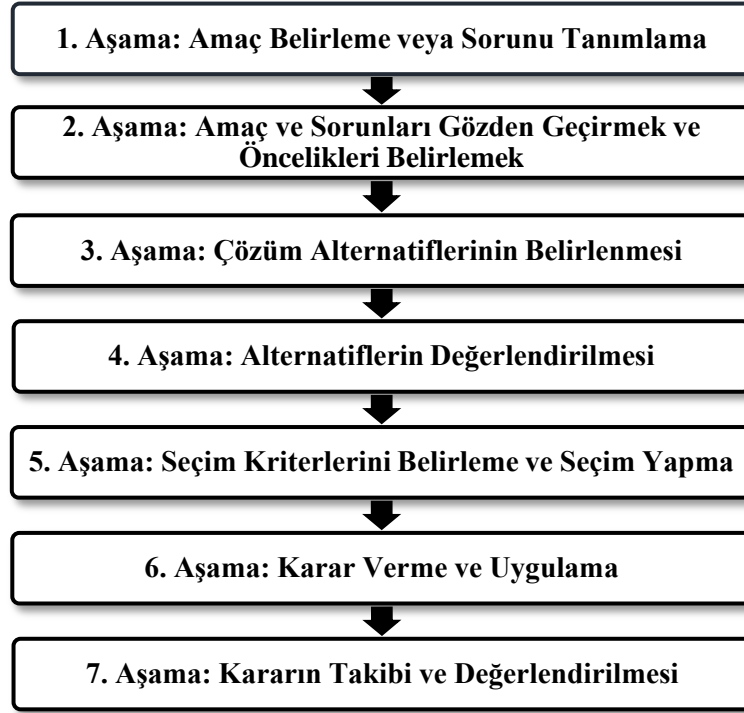 1. Aşama: Amaç Belirleme veya Sorunu Tanımlama
2. Aşama: Amaç ve Sorunları Gözden Geçirmek ve
Öncelikleri Belirlemek
3. Aşama: Çözüm Alternatiflerinin Belirlenmesi
4. Aşama: Alternatiflerin Değerlendirilmesi
5. Aşama: Seçim Kriterlerini Belirleme ve Seçim Yapma
6. Aşama: Karar Verme ve Uygulama
7. Aşama: Kararın Takibi ve Değerlendirilmesi